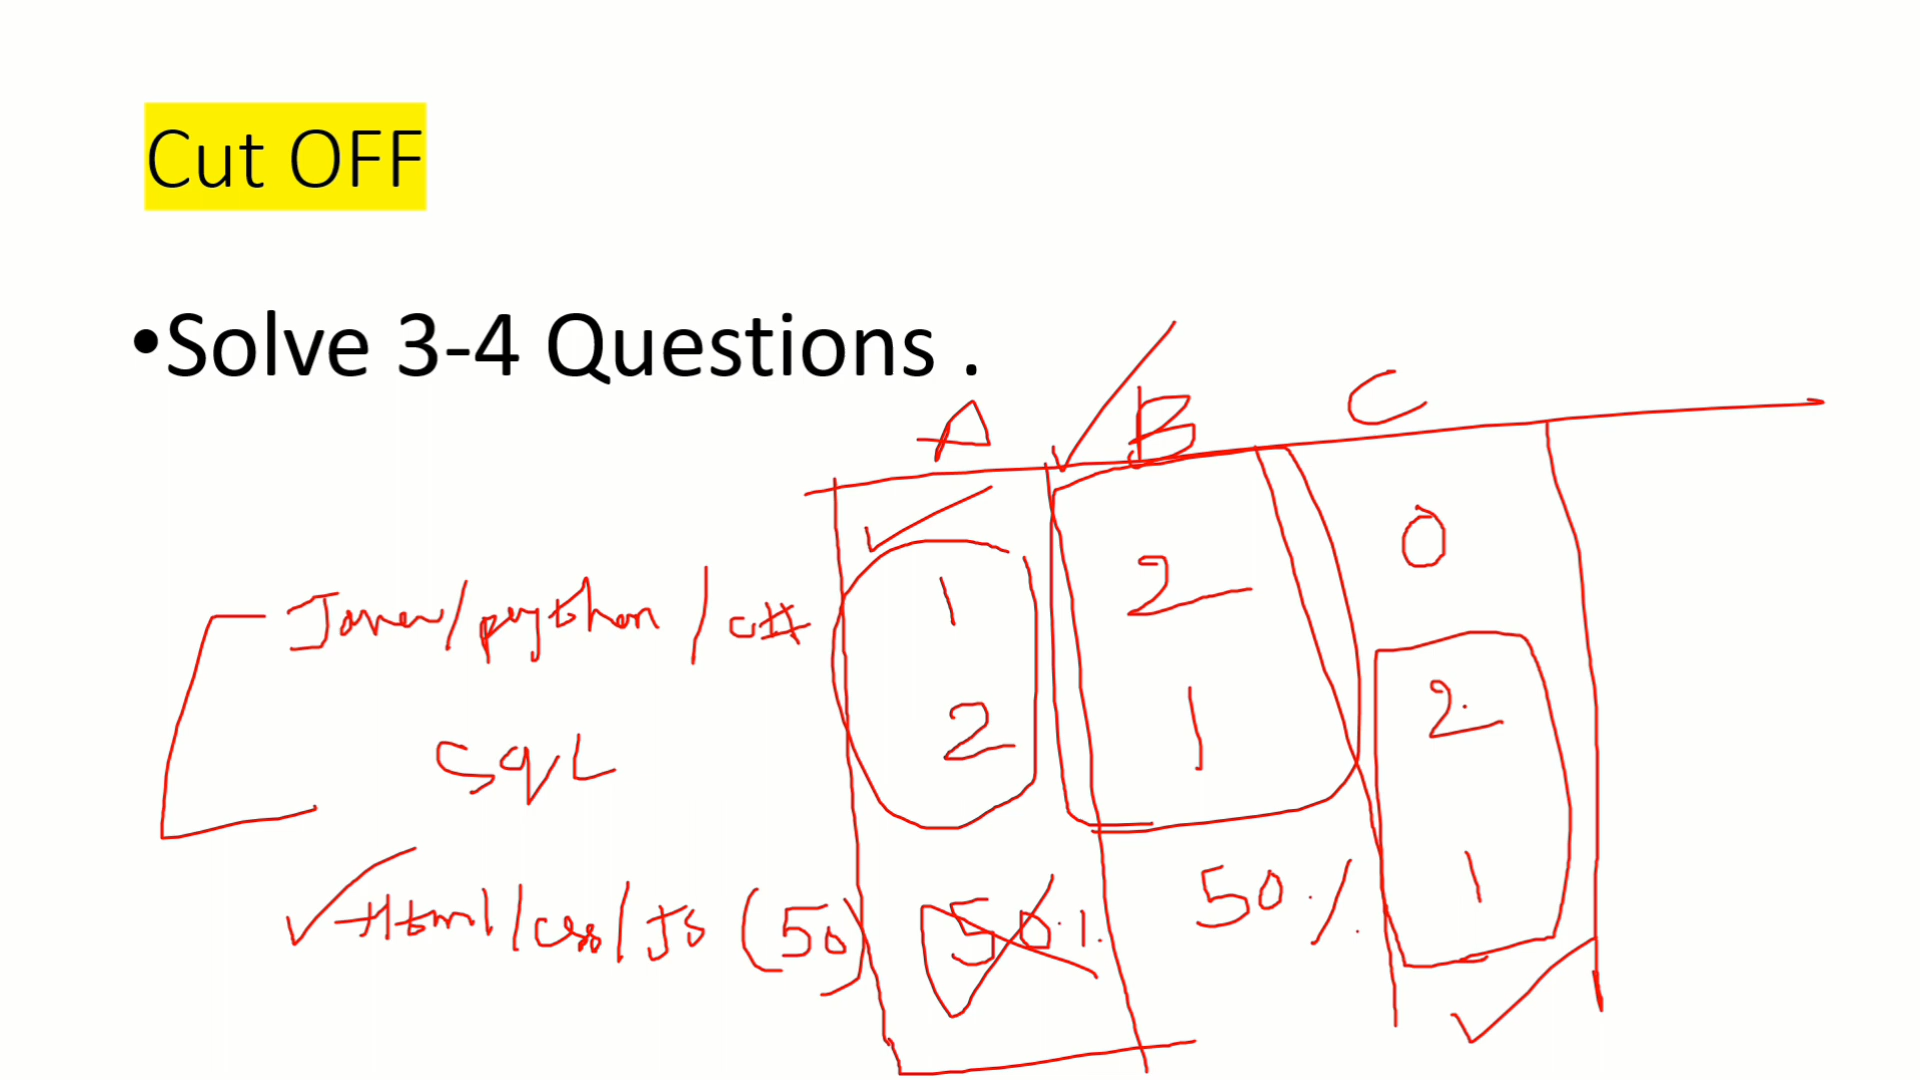 Cut OFF
•Solve 3-4 Questions .
A B C
0
Java/python/c# 1 2
SQL 2 1 2
Html/css/JS (50) 50% 50% 1